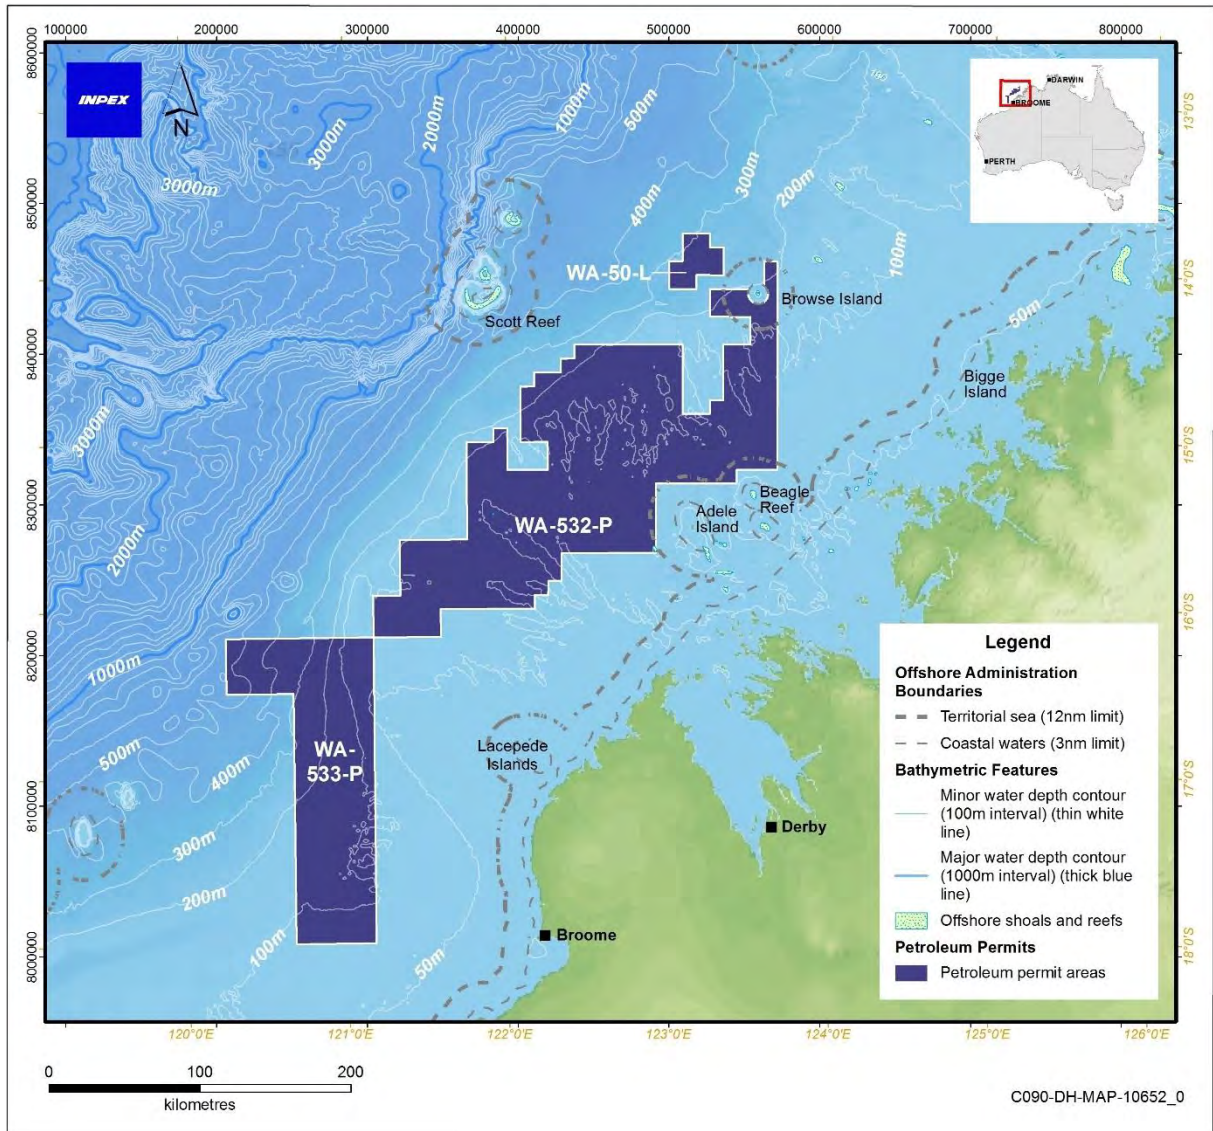 100000 200000 300000 400000 500000 600000 700000 800000
8600000
8500000
8400000
8300000
8200000
8100000
8000000
13°0'S
14°0'S
15°0'S
16°0'S
17°0'S
18°0'S
INPEX
N
3000m
3000m
2000m
1000m
500m
400m
300m
200m
100m
50m
DARWIN
BROOME
PERTH
WA-50-L
Browse Island
Scott Reef
Bigge
Island
3000m
2000m
1000m
500m
400m
300m
200m
100m
50m
Beagle
Reef
Adele
Island
WA-532-P
WA-
533-P
Lacepede
Islands
Derby
Broome
Legend
Offshore Administration
Boundaries
Territorial sea (12nm limit)
Coastal waters (3nm limit)
Bathymetric Features
Minor water depth contour
(100m interval) (thin white
line)
Major water depth contour
(1000m interval) (thick blue
line)
Offshore shoals and reefs
Petroleum Permits
Petroleum permit areas
120°0'E 121°0'E 122°0'E 123°0'E 124°0'E 125°0'E 126°0'E
0 100 200
kilometres
C090-DH-MAP-10652_0